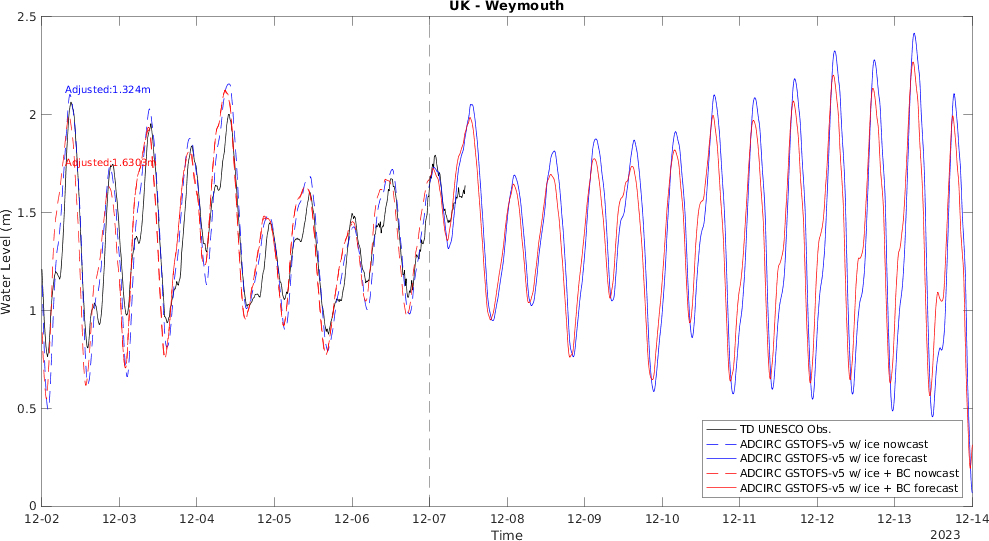 UK - Weymouth
2.5
2
1.5
1
0.5
0
Water Level (m)
Adjusted:1.324m
Adjusted:1.630m
TD UNESCO Obs.
ADCIRC GSTOFS-v5 w/ ice nowcast
ADCIRC GSTOFS-v5 w/ ice forecast
ADCIRC GSTOFS-v5 w/ ice + BC nowcast
ADCIRC GSTOFS-v5 w/ ice + BC forecast
12-02 12-03 12-04 12-05 12-06 12-07 12-08 12-09 12-10 12-11 12-12 12-13 12-14
Time
2023